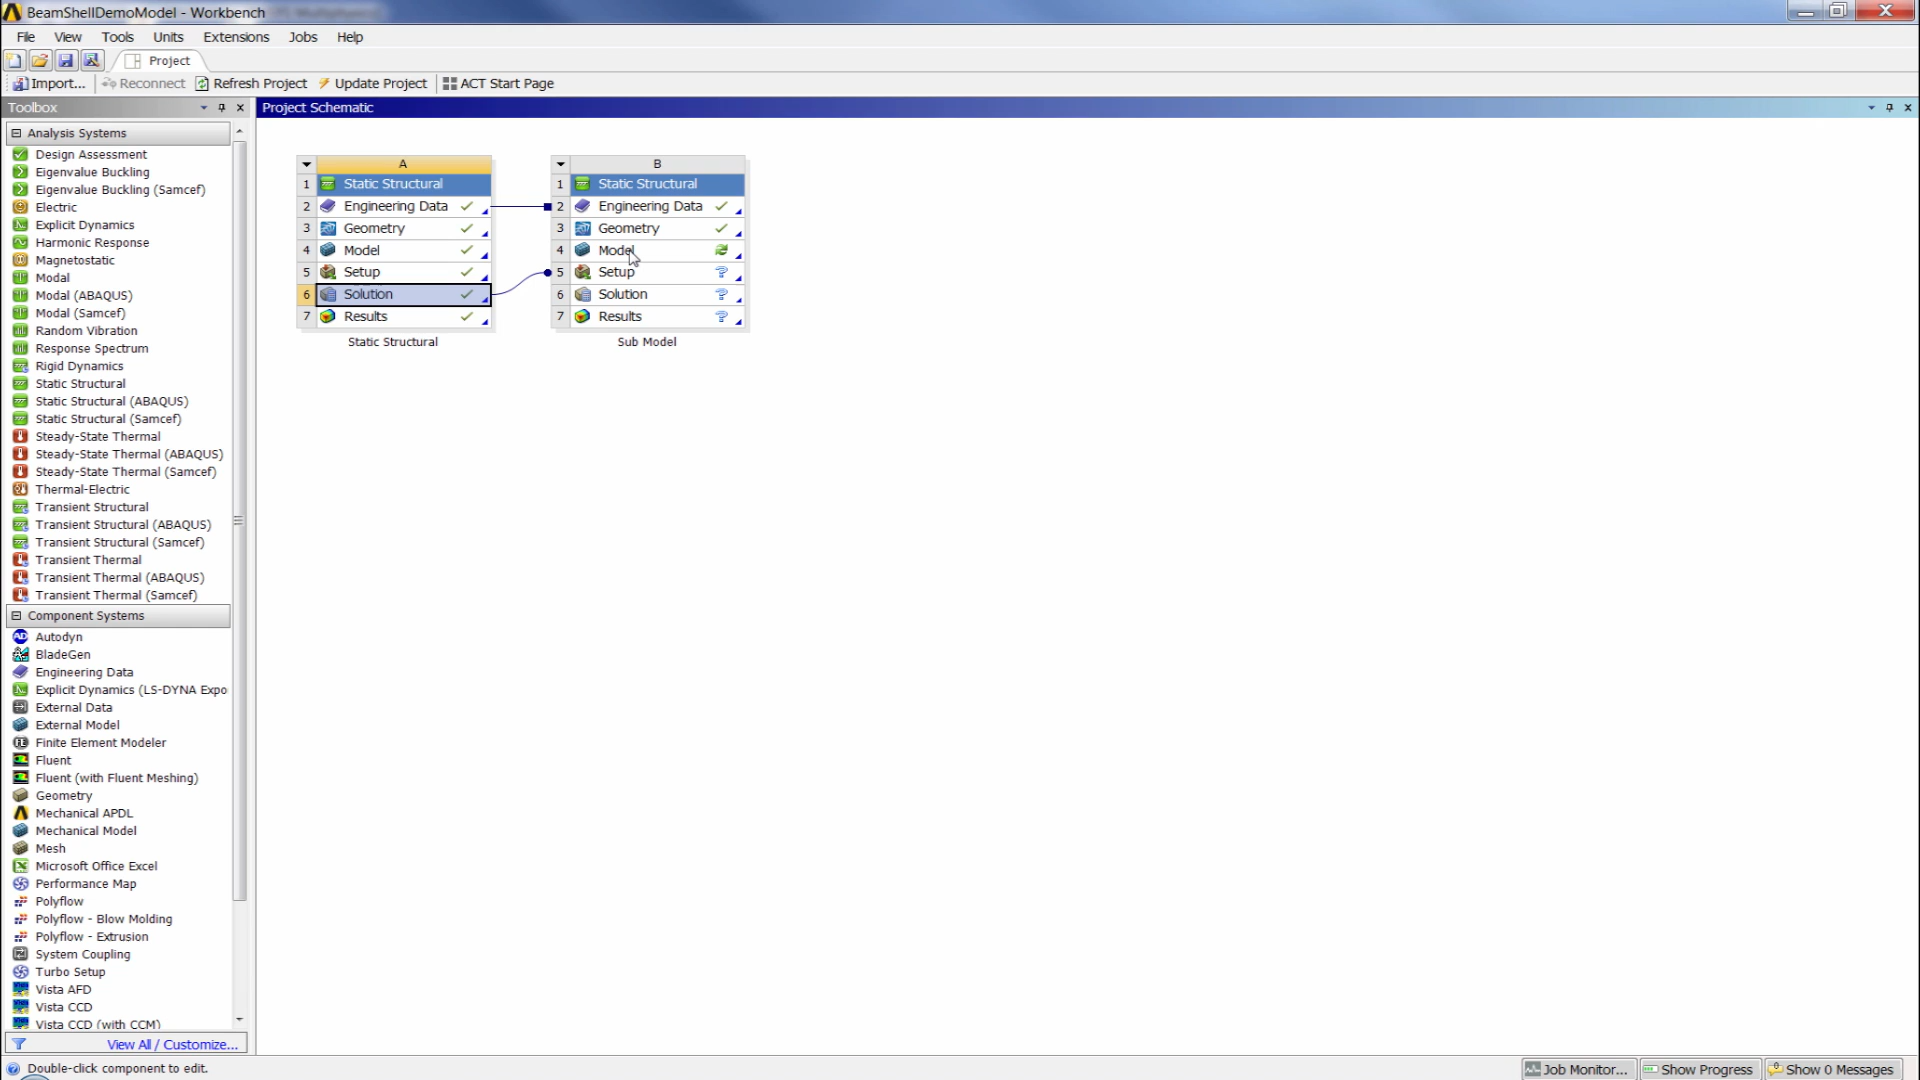 BeamShellDemoModel - Workbench
File View Tools Units Extensions Jobs Help
Project
Import... Reconnect Refresh Project Update Project ACT Start Page
Toolbox
Project Schematic
Analysis Systems
Design Assessment
Eigenvalue Buckling
Eigenvalue Buckling (Samcef)
Electric
Explicit Dynamics
Harmonic Response
Magnetostatic
Modal
Modal (ABAQUS)
Modal (Samcef)
Random Vibration
Response Spectrum
Rigid Dynamics
Static Structural
Static Structural (ABAQUS)
Static Structural (Samcef)
Steady-State Thermal
Steady-State Thermal (ABAQUS)
Steady-State Thermal (Samcef)
Thermal-Electric
Transient Structural
Transient Structural (ABAQUS)
Transient Structural (Samcef)
Transient Thermal
Transient Thermal (ABAQUS)
Transient Thermal (Samcef)
Component Systems
Autodyn
BladeGen
Engineering Data
Explicit Dynamics (LS-DYNA Expo
External Data
External Model
Finite Element Modeler
Fluent
Fluent (with Fluent Meshing)
Geometry
Mechanical APDL
Mechanical Model
Mesh
Microsoft Office Excel
Performance Map
Polyflow
Polyflow - Blow Molding
Polyflow - Extrusion
System Coupling
Turbo Setup
Vista AFD
Vista CCD
Vista CCD (with CCM)
View All / Customize...
A
1 Static Structural
2 Engineering Data
3 Geometry
4 Model
5 Setup
6 Solution
7 Results
Static Structural
B
1 Static Structural
2 Engineering Data
3 Geometry
4 Model
5 Setup
6 Solution
7 Results
Sub Model
Double-click component to edit.
Job Monitor... Show Progress Show 0 Messages